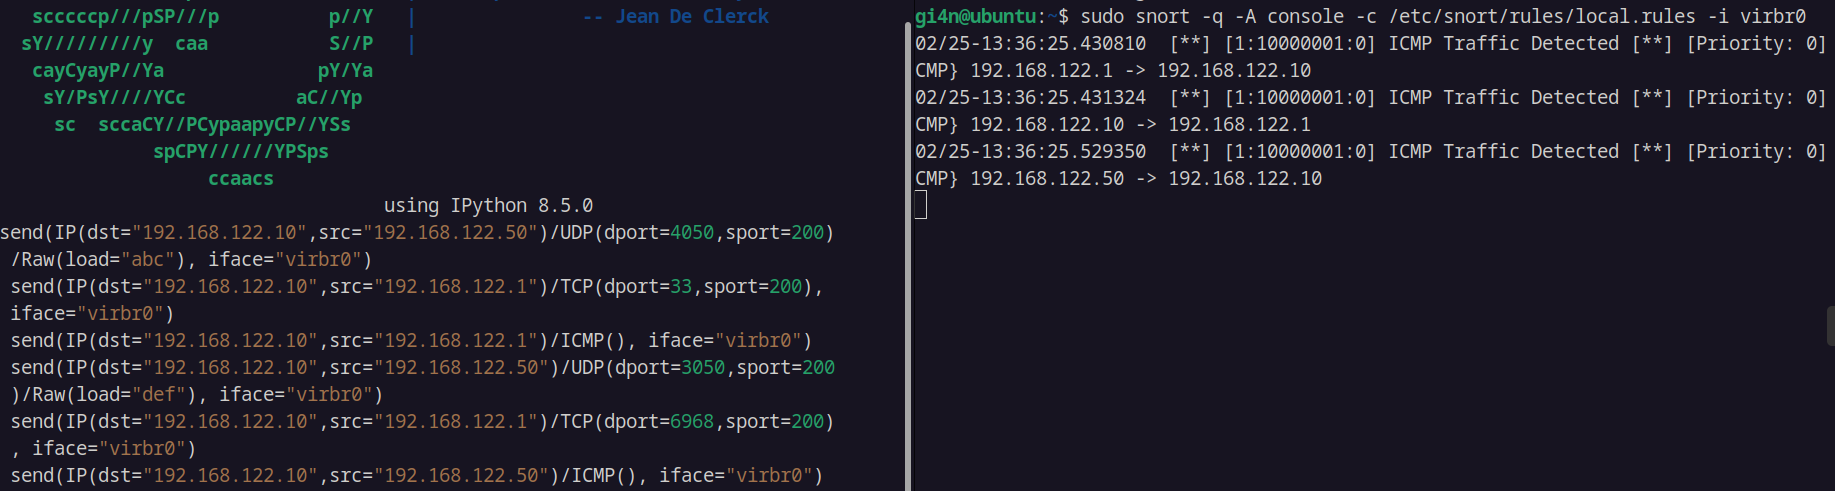 scccccp///pSP///p          p//Y   |               -- Jean De Clerck
sY/////////y  caa           S//P   |
cayCyayP//Ya              pY/Ya
sY/PsY////YCc          aC//Yp
sc  sccaCY//PCypaapyCP//YSs
spCPY//////YPSps
ccaacs
using IPython 8.5.0
send(IP(dst="192.168.122.10",src="192.168.122.50")/UDP(dport=4050,sport=200)
/Raw(load="abc"), iface="virbr0")
send(IP(dst="192.168.122.10",src="192.168.122.1")/TCP(dport=33,sport=200),
iface="virbr0")
send(IP(dst="192.168.122.10",src="192.168.122.1")/ICMP(), iface="virbr0")
send(IP(dst="192.168.122.10",src="192.168.122.50")/UDP(dport=3050,sport=200
)/Raw(load="def"), iface="virbr0")
send(IP(dst="192.168.122.10",src="192.168.122.1")/TCP(dport=6968,sport=200)
, iface="virbr0")
send(IP(dst="192.168.122.10",src="192.168.122.50")/ICMP(), iface="virbr0")
gi4n@ubuntu:~$ sudo snort -q -A console -c /etc/snort/rules/local.rules -i virbr0
02/25-13:36:25.430810  [**] [1:10000001:0] ICMP Traffic Detected [**] [Priority: 0]
CMP} 192.168.122.1 -> 192.168.122.10
02/25-13:36:25.431324  [**] [1:10000001:0] ICMP Traffic Detected [**] [Priority: 0]
CMP} 192.168.122.10 -> 192.168.122.1
02/25-13:36:25.529350  [**] [1:10000001:0] ICMP Traffic Detected [**] [Priority: 0]
CMP} 192.168.122.50 -> 192.168.122.10